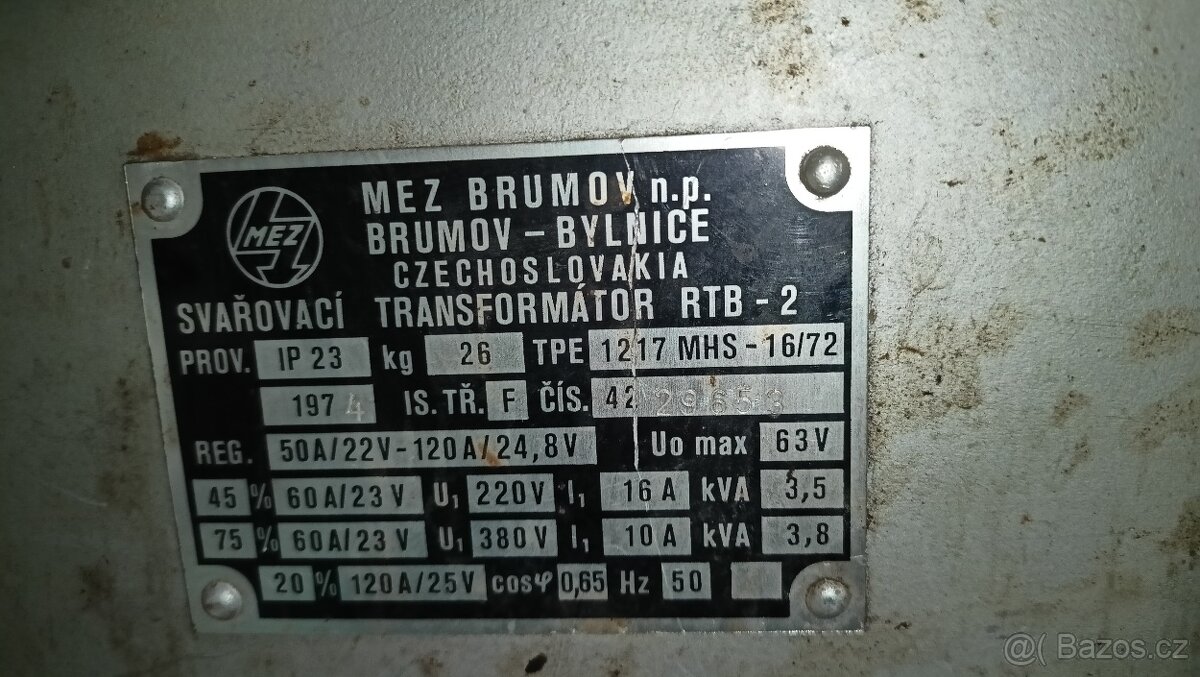 MEZ
MEZ BRUMOV n.p.
BRUMOV - BYLNICE
CZECHOSLOVAKIA
SVAŘOVACÍ TRANSFORMÁTOR RTB - 2
PROV. IP 23 kg 26 TPE 1217 MHS - 16/72
1974 IS. TŘ. F ČÍS. 42 29653
REG. 50A/22V - 120A/24,8V Uo max 63V
45 % 60A/23 V U₁ 220V I₁ 16 A kVA 3,5
75 % 60A/23 V U₁ 380V I₁ 10 A kVA 3,8
20 % 120A/25V cosφ 0,65 Hz 50
@( Bazos.cz